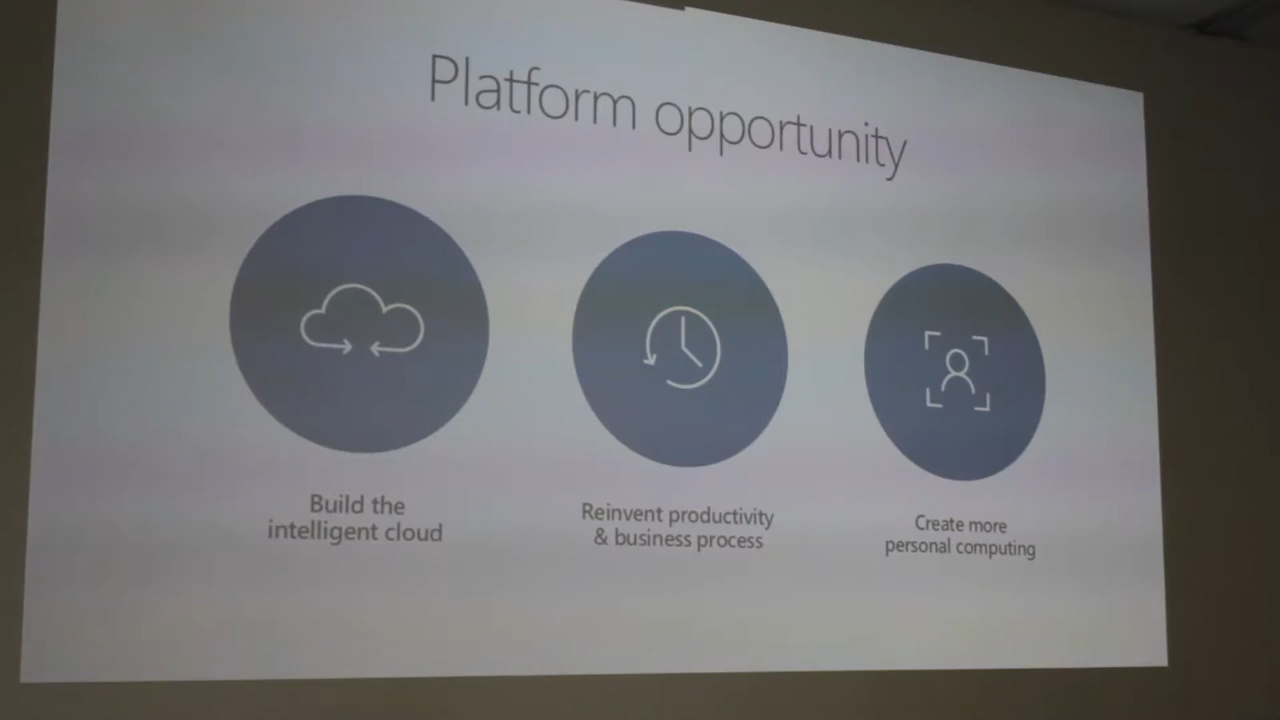 Platform opportunity
Build the
intelligent cloud
Reinvent productivity
& business process
Create more
personal computing